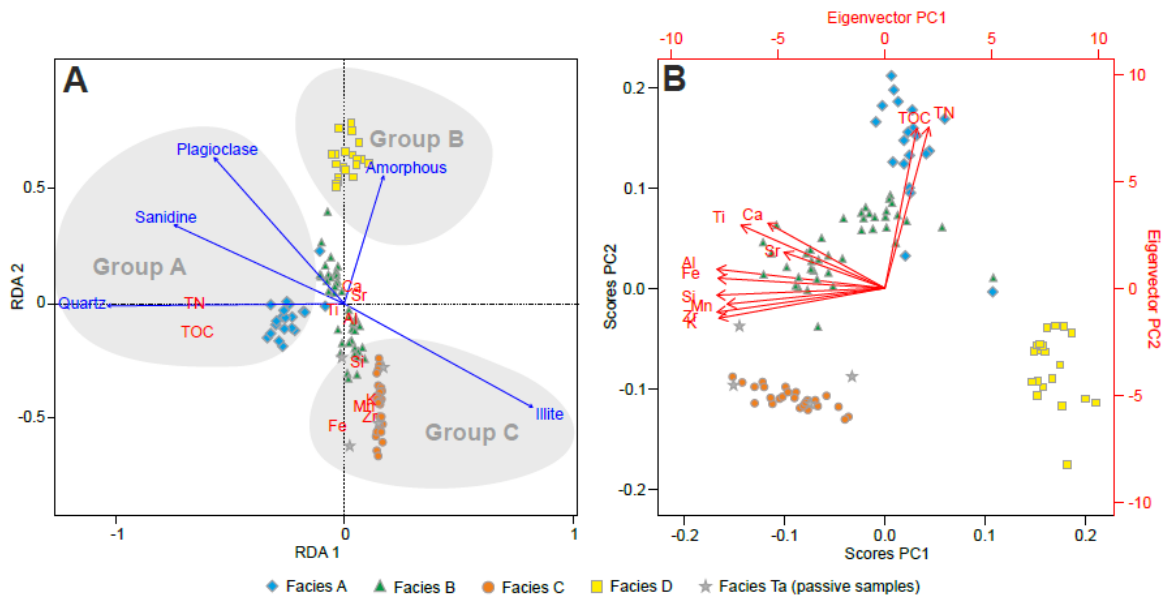 A
Group B
Plagioclase
Amorphous
Sanidine
Group A
Quartz
TN
TOC
Ca
Sr
Ti
Al
Si
K
Mn
Zr
Fe
Group C
Illite
RDA 2
0.5
0
-0.5
-1
0
1
RDA 1
Eigenvector PC1
-10
-5
0
5
10
B
TOC
TN
Ti
Ca
Sr
Al
Fe
Si
Mn
Zr
K
Scores PC2
0.2
0.1
0.0
-0.1
-0.2
10
5
0
-5
-10
Eigenvector PC2
-0.2
-0.1
0.0
0.1
0.2
Scores PC1
Facies A Facies B Facies C Facies D Facies Ta (passive samples)